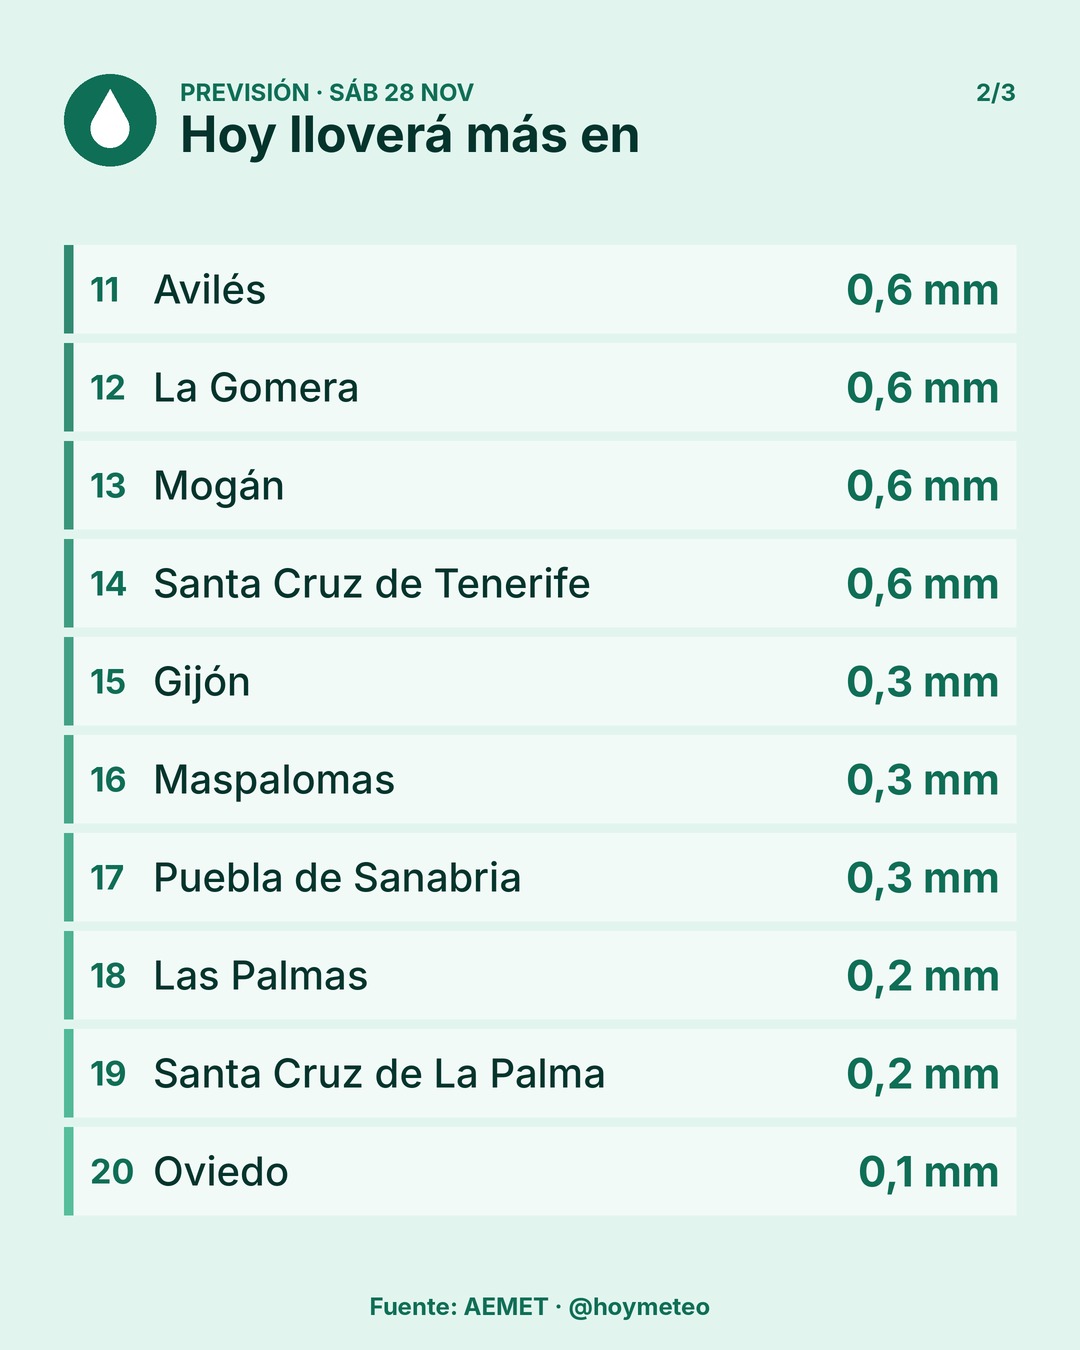 PREVISIÓN · SÁB 28 NOV
2/3
Hoy lloverá más en
11 Avilés 0,6 mm
12 La Gomera 0,6 mm
13 Mogán 0,6 mm
14 Santa Cruz de Tenerife 0,6 mm
15 Gijón 0,3 mm
16 Maspalomas 0,3 mm
17 Puebla de Sanabria 0,3 mm
18 Las Palmas 0,2 mm
19 Santa Cruz de La Palma 0,2 mm
20 Oviedo 0,1 mm
Fuente: AEMET · @hoymeteo